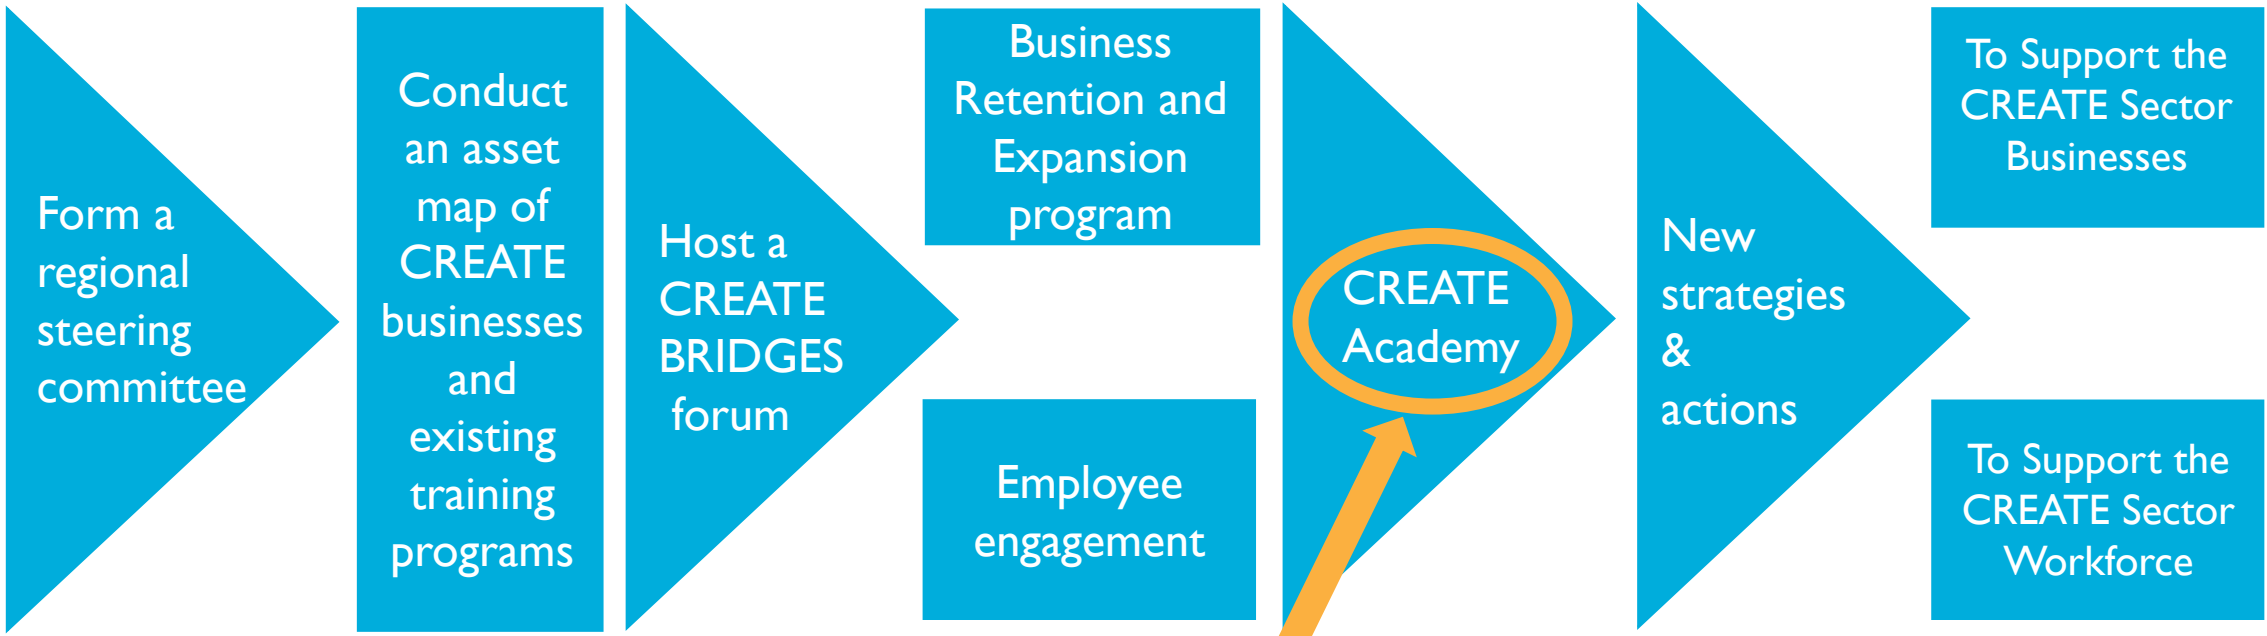 Form a
regional
steering
committee
Conduct
an asset
map of
CREATE
businesses
and
existing
training
programs
Host a
CREATE
BRIDGES
forum
Business
Retention and
Expansion
program
Employee
engagement
CREATE
Academy
New
strategies
&
actions
To Support the
CREATE Sector
Businesses
To Support the
CREATE Sector
Workforce